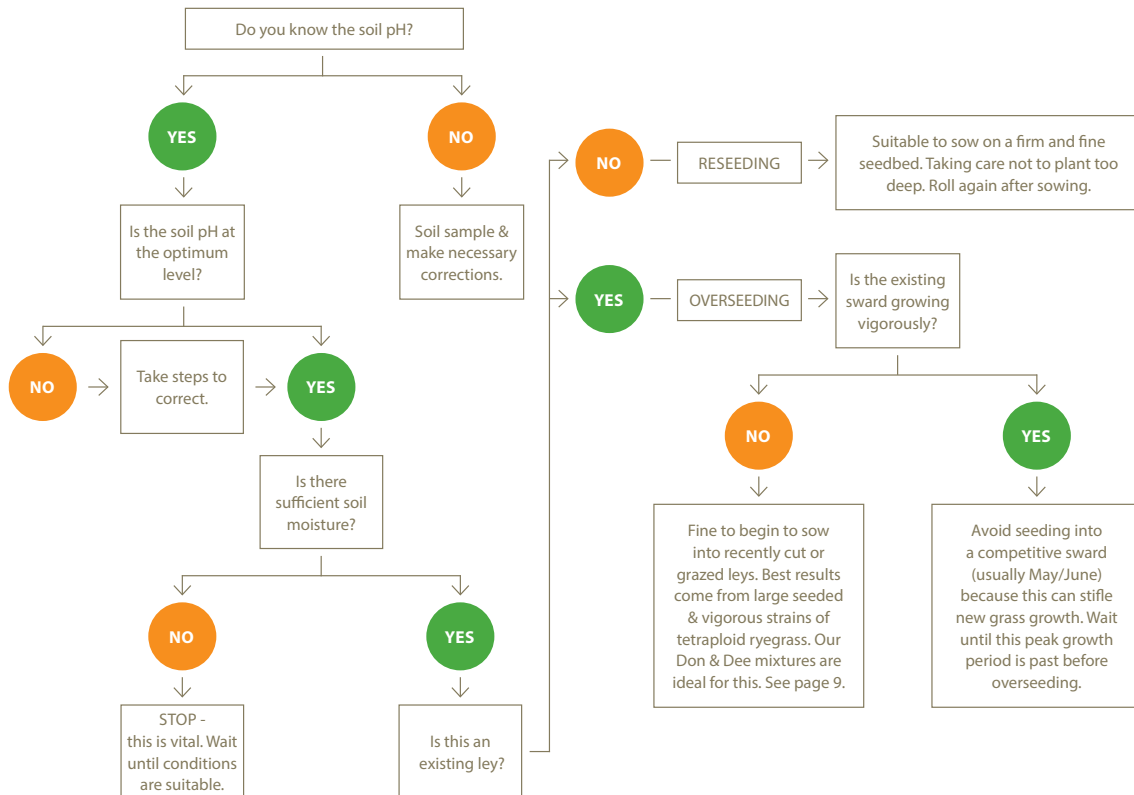 Do you know the soil pH?
YES
NO
Is the soil pH at
the optimum
level?
Soil sample &
make necessary
corrections.
NO
Take steps to
correct.
YES
Is there
sufficient soil
moisture?
NO
YES
STOP -
this is vital. Wait
until conditions
are suitable.
Is this an
existing ley?
NO
RESEEDING
Suitable to sow on a firm and fine
seedbed. Taking care not to plant too
deep. Roll again after sowing.
YES
OVERSEEDING
Is the existing
sward growing
vigorously?
NO
YES
Fine to begin to sow
into recently cut or
grazed leys. Best results
come from large seeded
& vigorous strains of
tetraploid ryegrass. Our
Don & Dee mixtures are
ideal for this. See page 9.
Avoid seeding into
a competitive sward
(usually May/June)
because this can stifle
new grass growth. Wait
until this peak growth
period is past before
overseeding.